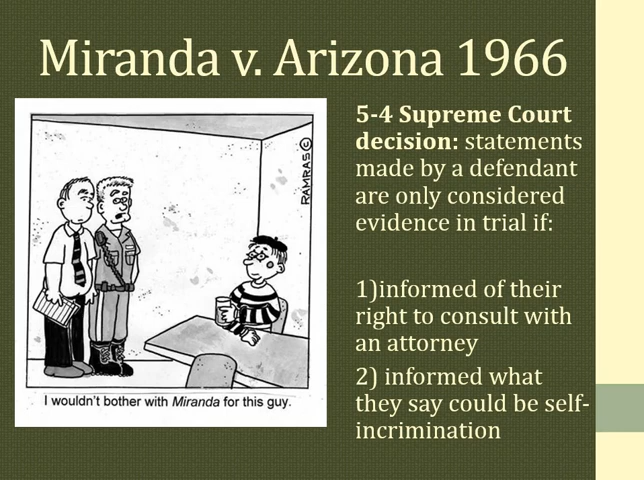 Miranda v. Arizona 1966
RAMRAS ©
I wouldn't bother with Miranda for this guy.
5-4 Supreme Court
decision: statements
made by a defendant
are only considered
evidence in trial if:
1)informed of their
right to consult with
an attorney
2) informed what
they say could be self-
incrimination